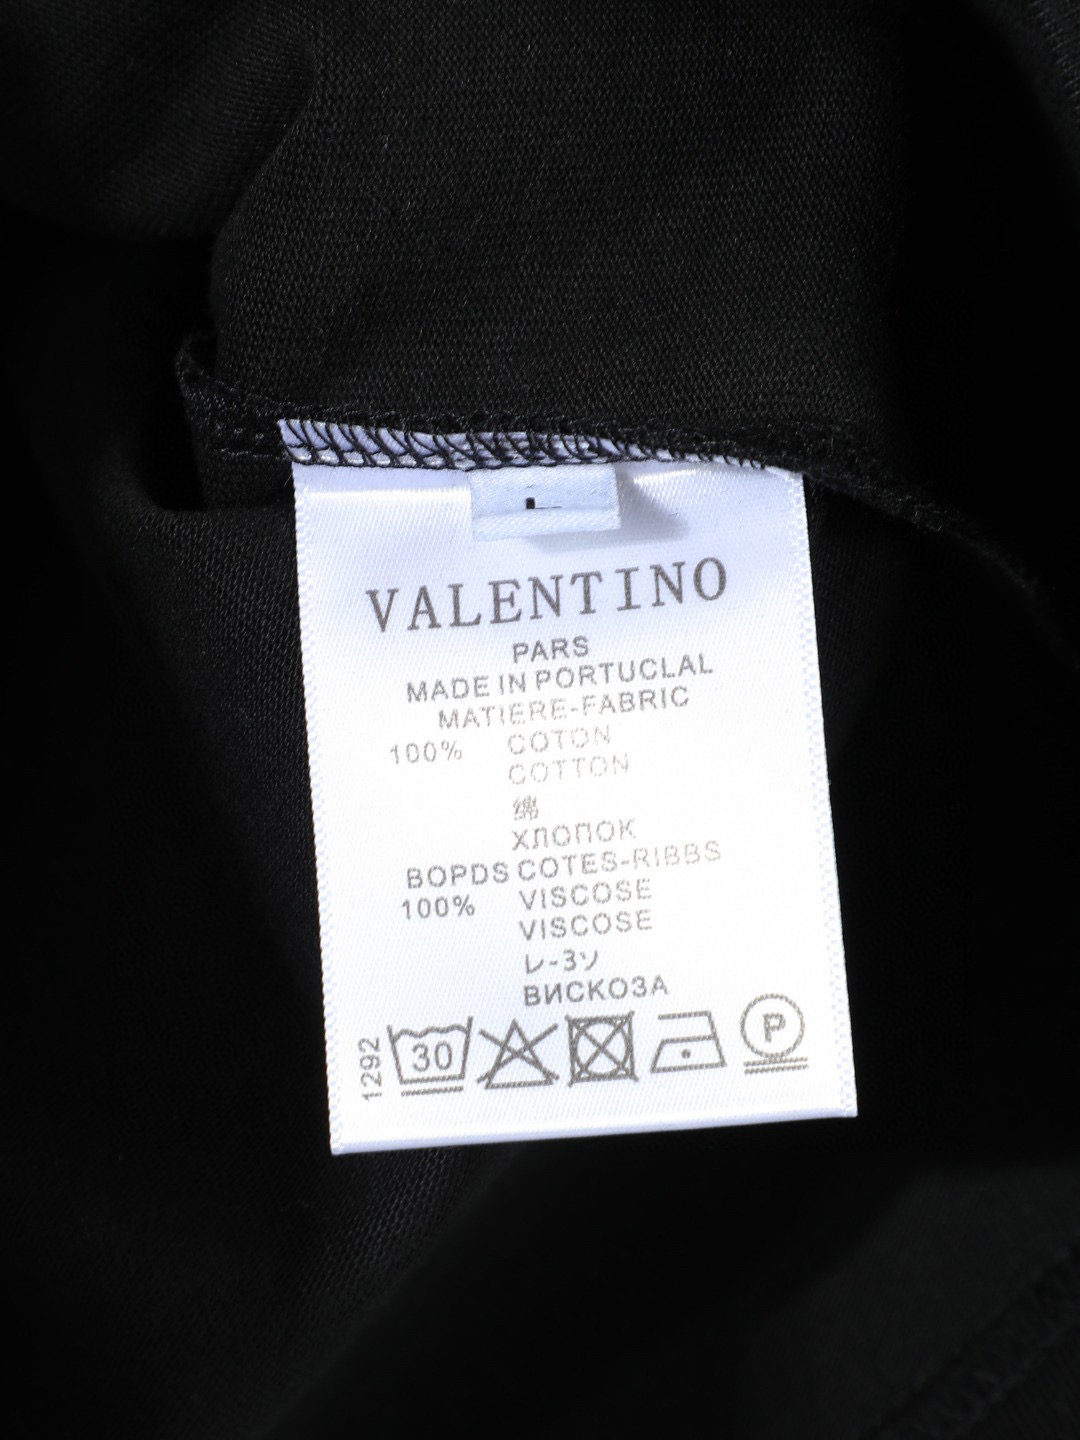 L
VALENTINO
PARS
MADE IN PORTUCLAL
MATIERE-FABRIC
100% COTON
COTTON
绵
ХЛОПОК
BOPDS COTES-RIBBS
100% VISCOSE
VISCOSE
レ-3ソ
ВИСКОЗА
1292
30
P